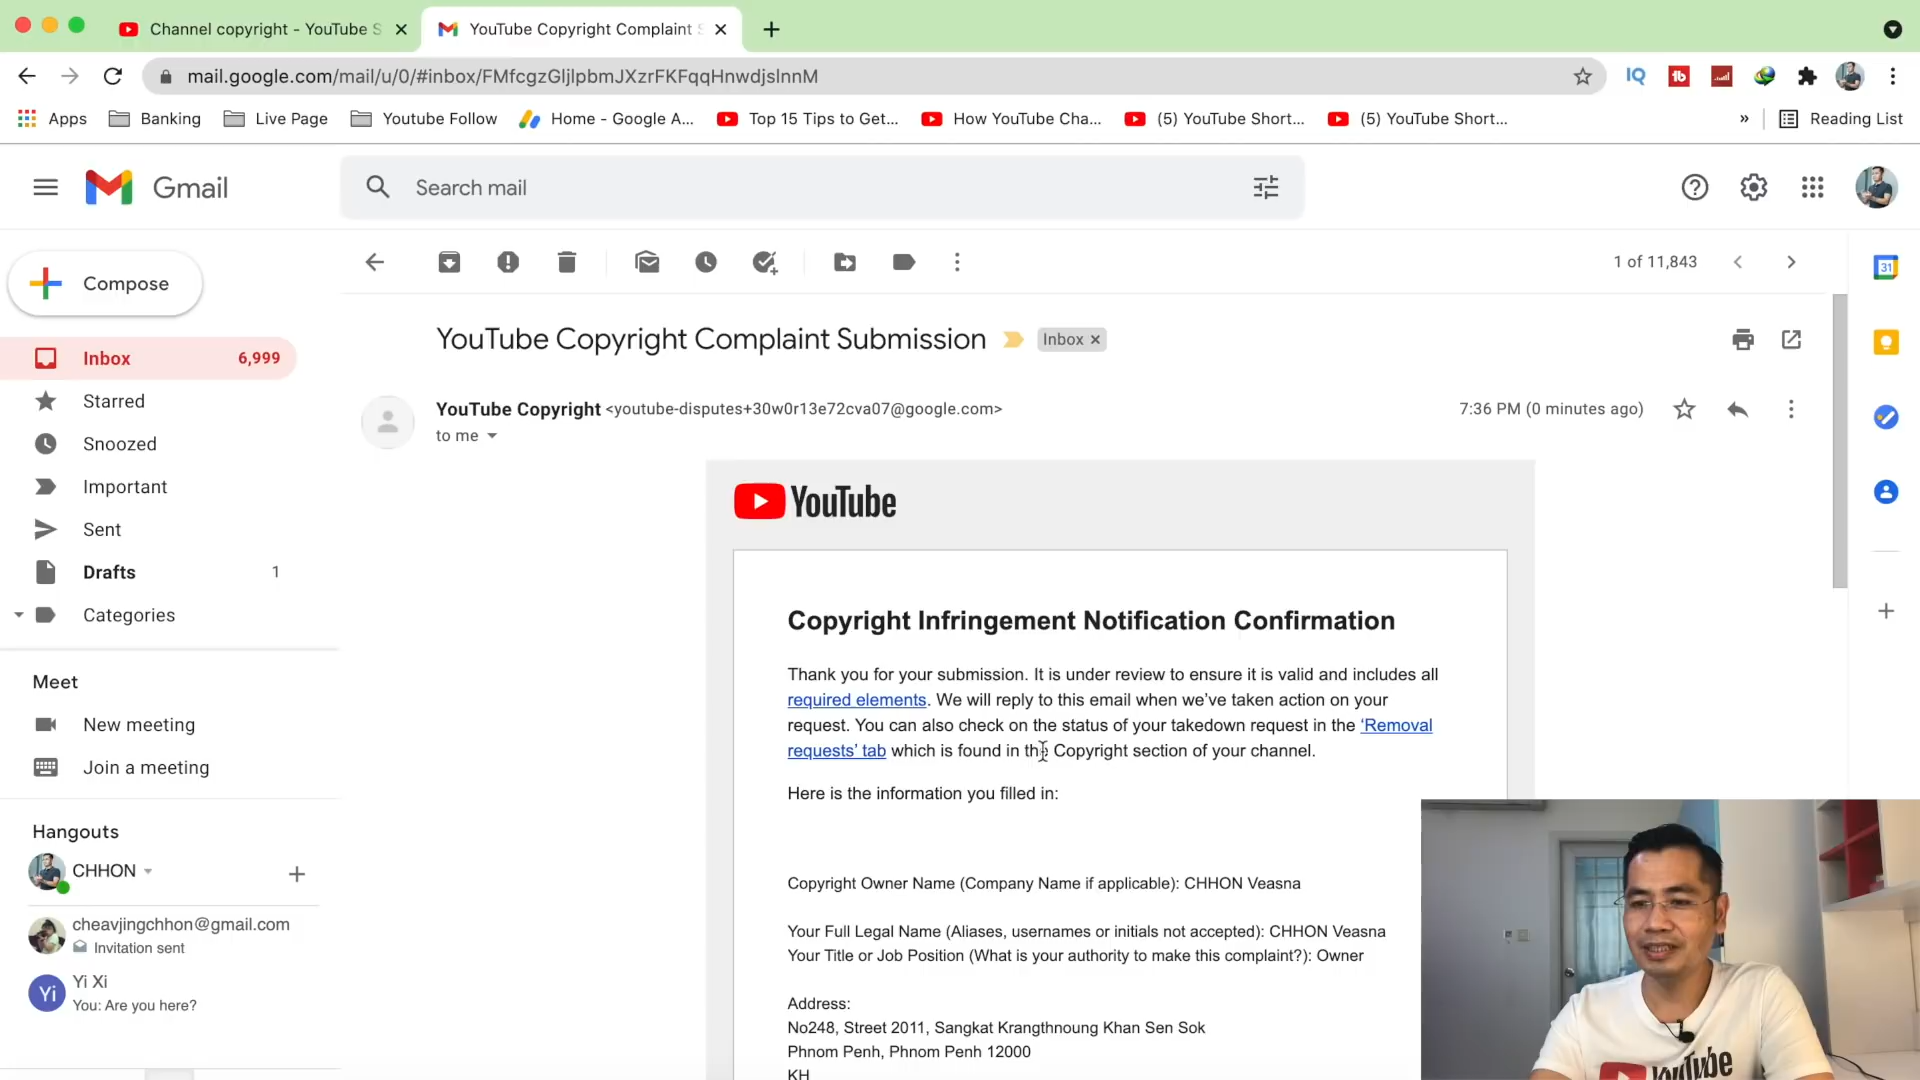 Channel copyright - YouTube S
YouTube Copyright Complaint S
mail.google.com/mail/u/0/#inbox/FMfcgzGljlpbmJXzrFKFqqHnwdjslnnM
IQ
tb
Apps
Banking
Live Page
Youtube Follow
Home - Google A...
Top 15 Tips to Get...
How YouTube Cha...
(5) YouTube Short...
(5) YouTube Short...
»
Reading List
Gmail
Search mail
Compose
1 of 11,843
31
Inbox 6,999
YouTube Copyright Complaint Submission
Inbox ×
Starred
YouTube Copyright <youtube-disputes+30w0r13e72cva07@google.com>
7:36 PM (0 minutes ago)
to me
Snoozed
Important
Sent
Drafts 1
Categories
YouTube
Copyright Infringement Notification Confirmation
Thank you for your submission. It is under review to ensure it is valid and includes all
required elements. We will reply to this email when we've taken action on your
request. You can also check on the status of your takedown request in the ‘Removal
requests’ tab which is found in the Copyright section of your channel.
Here is the information you filled in:
Copyright Owner Name (Company Name if applicable): CHHON Veasna
Your Full Legal Name (Aliases, usernames or initials not accepted): CHHON Veasna
Your Title or Job Position (What is your authority to make this complaint?): Owner
Address:
No248, Street 2011, Sangkat Krangthnoung Khan Sen Sok
Phnom Penh, Phnom Penh 12000
KH
Meet
New meeting
Join a meeting
Hangouts
CHHON
cheavjingchhon@gmail.com
Invitation sent
Yi
Yi Xi
You: Are you here?
YouTube